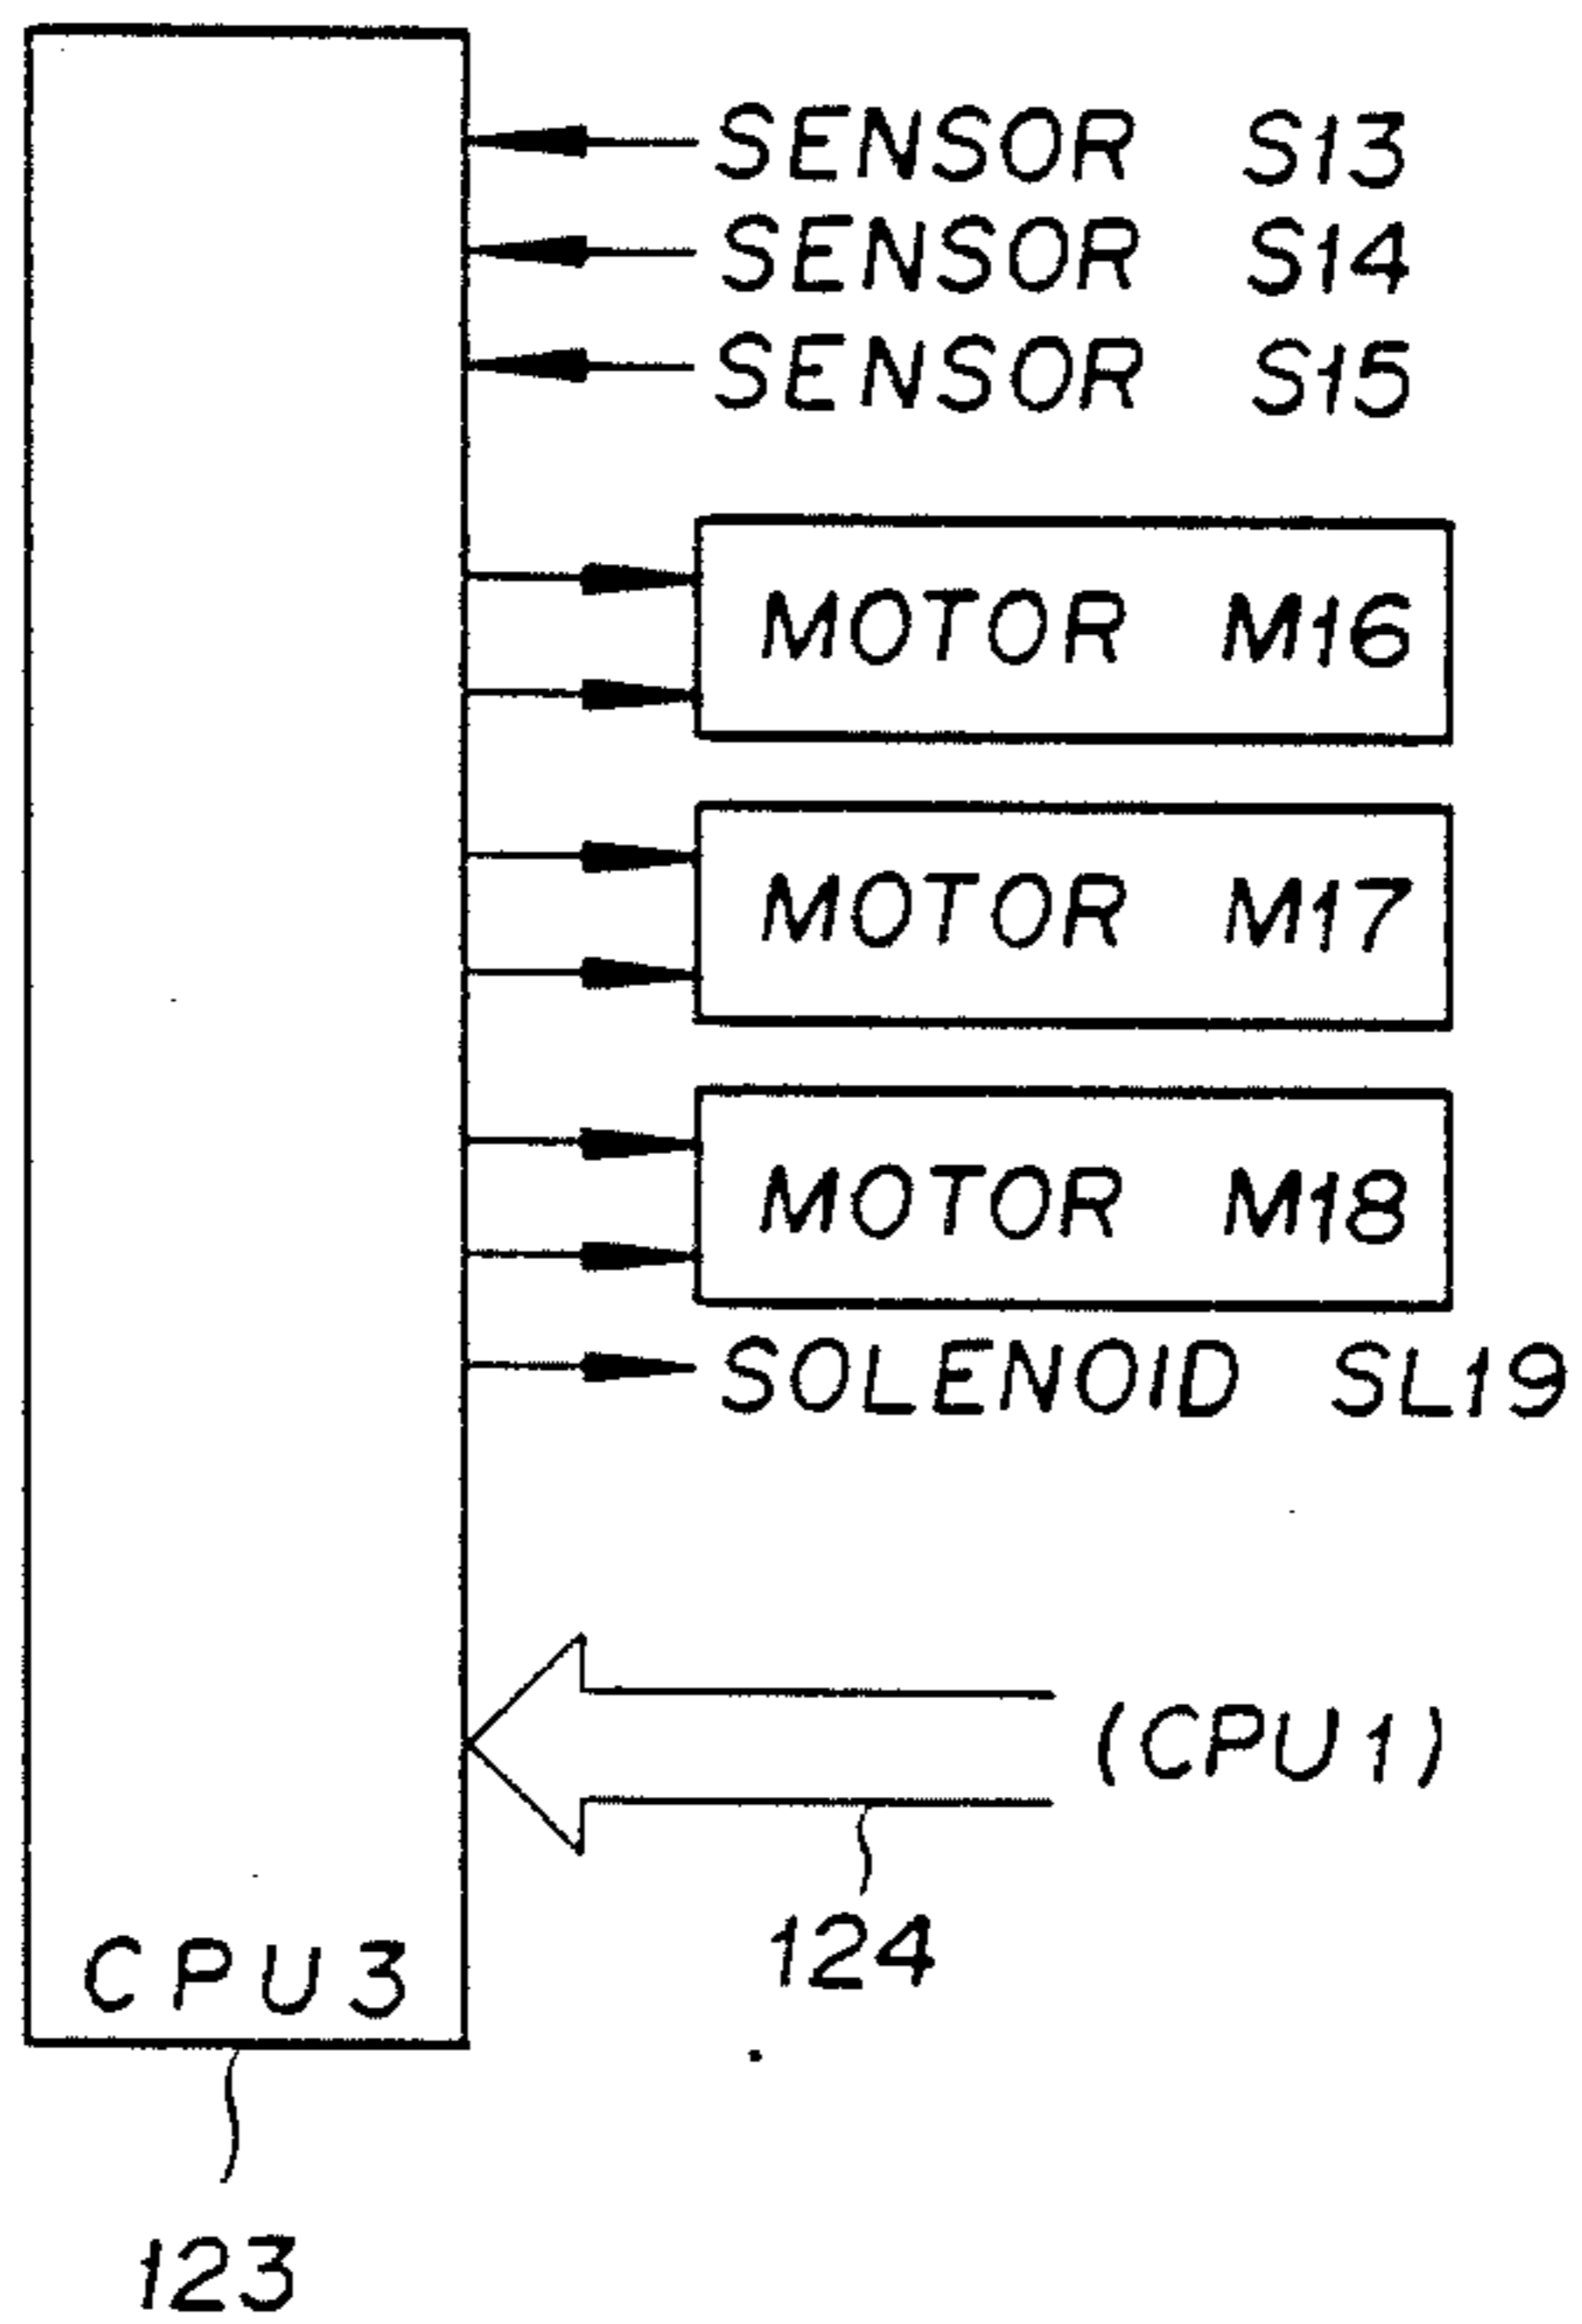 SENSOR S13
SENSOR S14
SENSOR S15
MOTOR M16
MOTOR M17
MOTOR M18
SOLENOID SL19
(CPU1)
124
CPU3
123